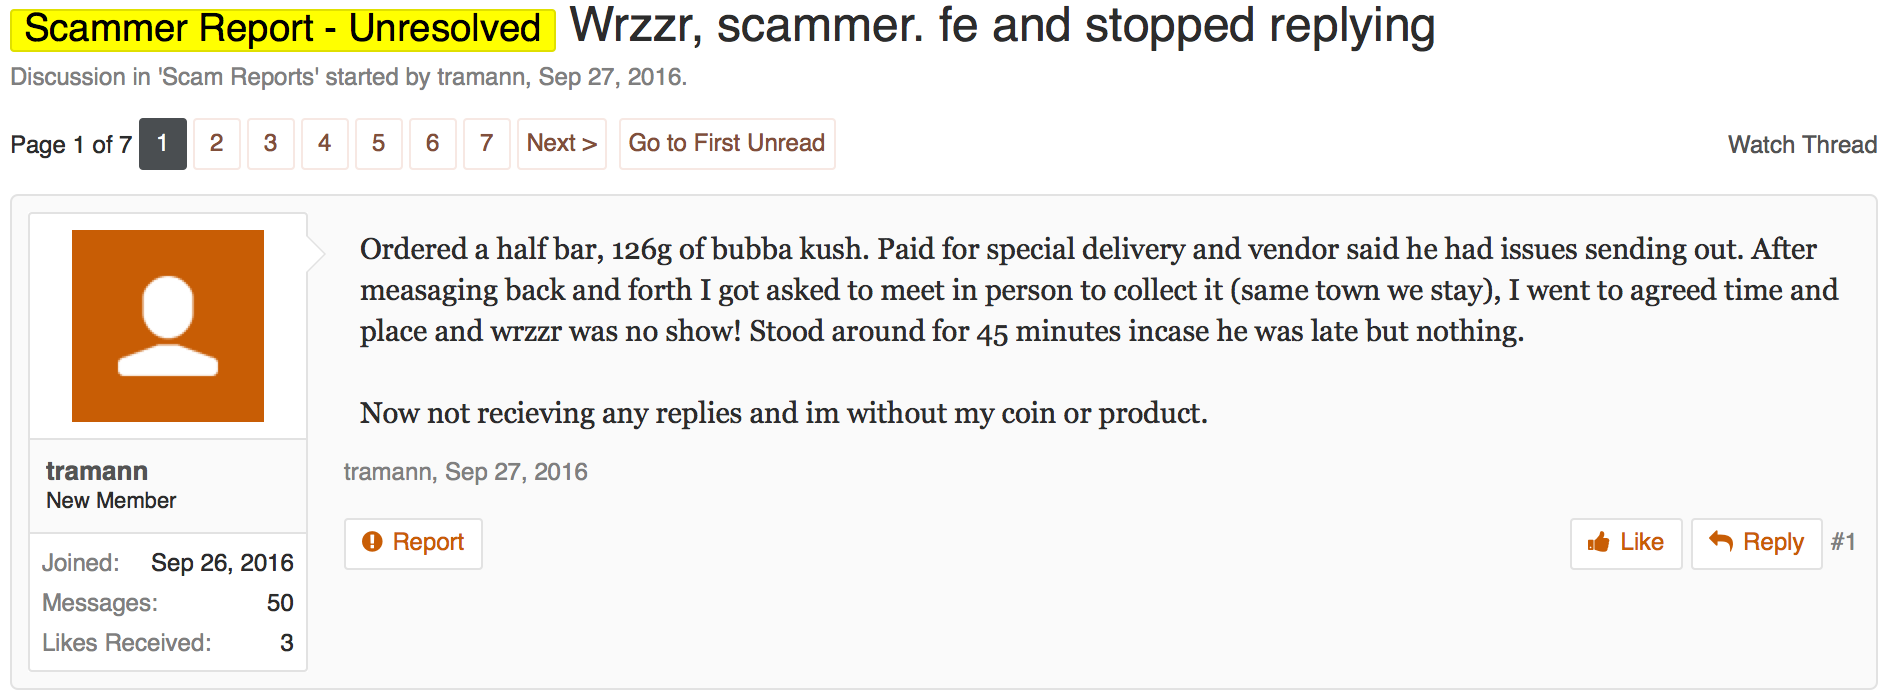 Scammer Report - Unresolved Wrzzr, scammer. fe and stopped replying
Discussion in 'Scam Reports' started by tramann, Sep 27, 2016.
Page 1 of 7 1 2 3 4 5 6 7 Next > Go to First Unread Watch Thread
Ordered a half bar, 126g of bubba kush. Paid for special delivery and vendor said he had issues sending out. After
measaging back and forth I got asked to meet in person to collect it (same town we stay), I went to agreed time and
place and wrzzr was no show! Stood around for 45 minutes incase he was late but nothing.
Now not recieving any replies and im without my coin or product.
tramann
New Member
Joined: Sep 26, 2016
Messages: 50
Likes Received: 3
tramann, Sep 27, 2016
Report Like Reply #1